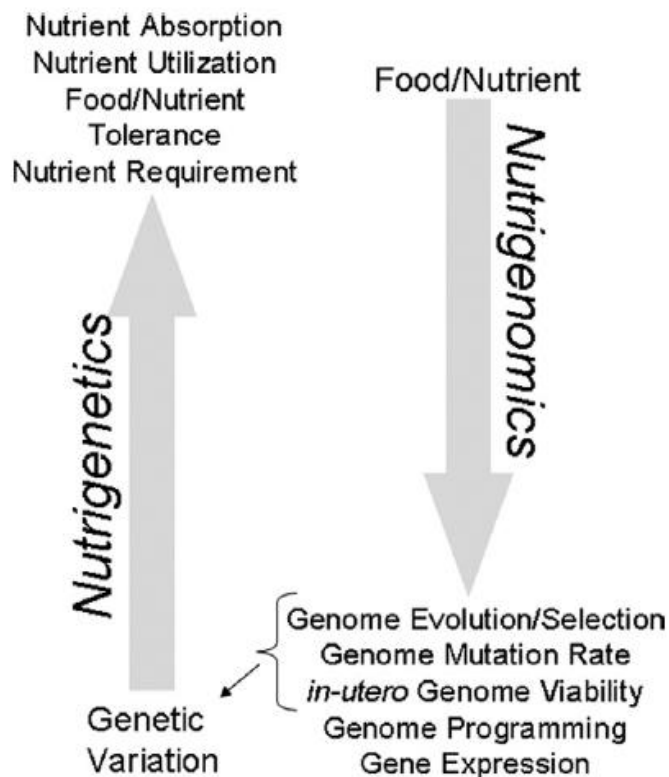 Nutrient Absorption
Nutrient Utilization
Food/Nutrient
Tolerance
Nutrient Requirement
Nutrigenetics
Genetic
Variation
Food/Nutrient
Nutrigenomics
Genome Evolution/Selection
Genome Mutation Rate
in-utero Genome Viability
Genome Programming
Gene Expression